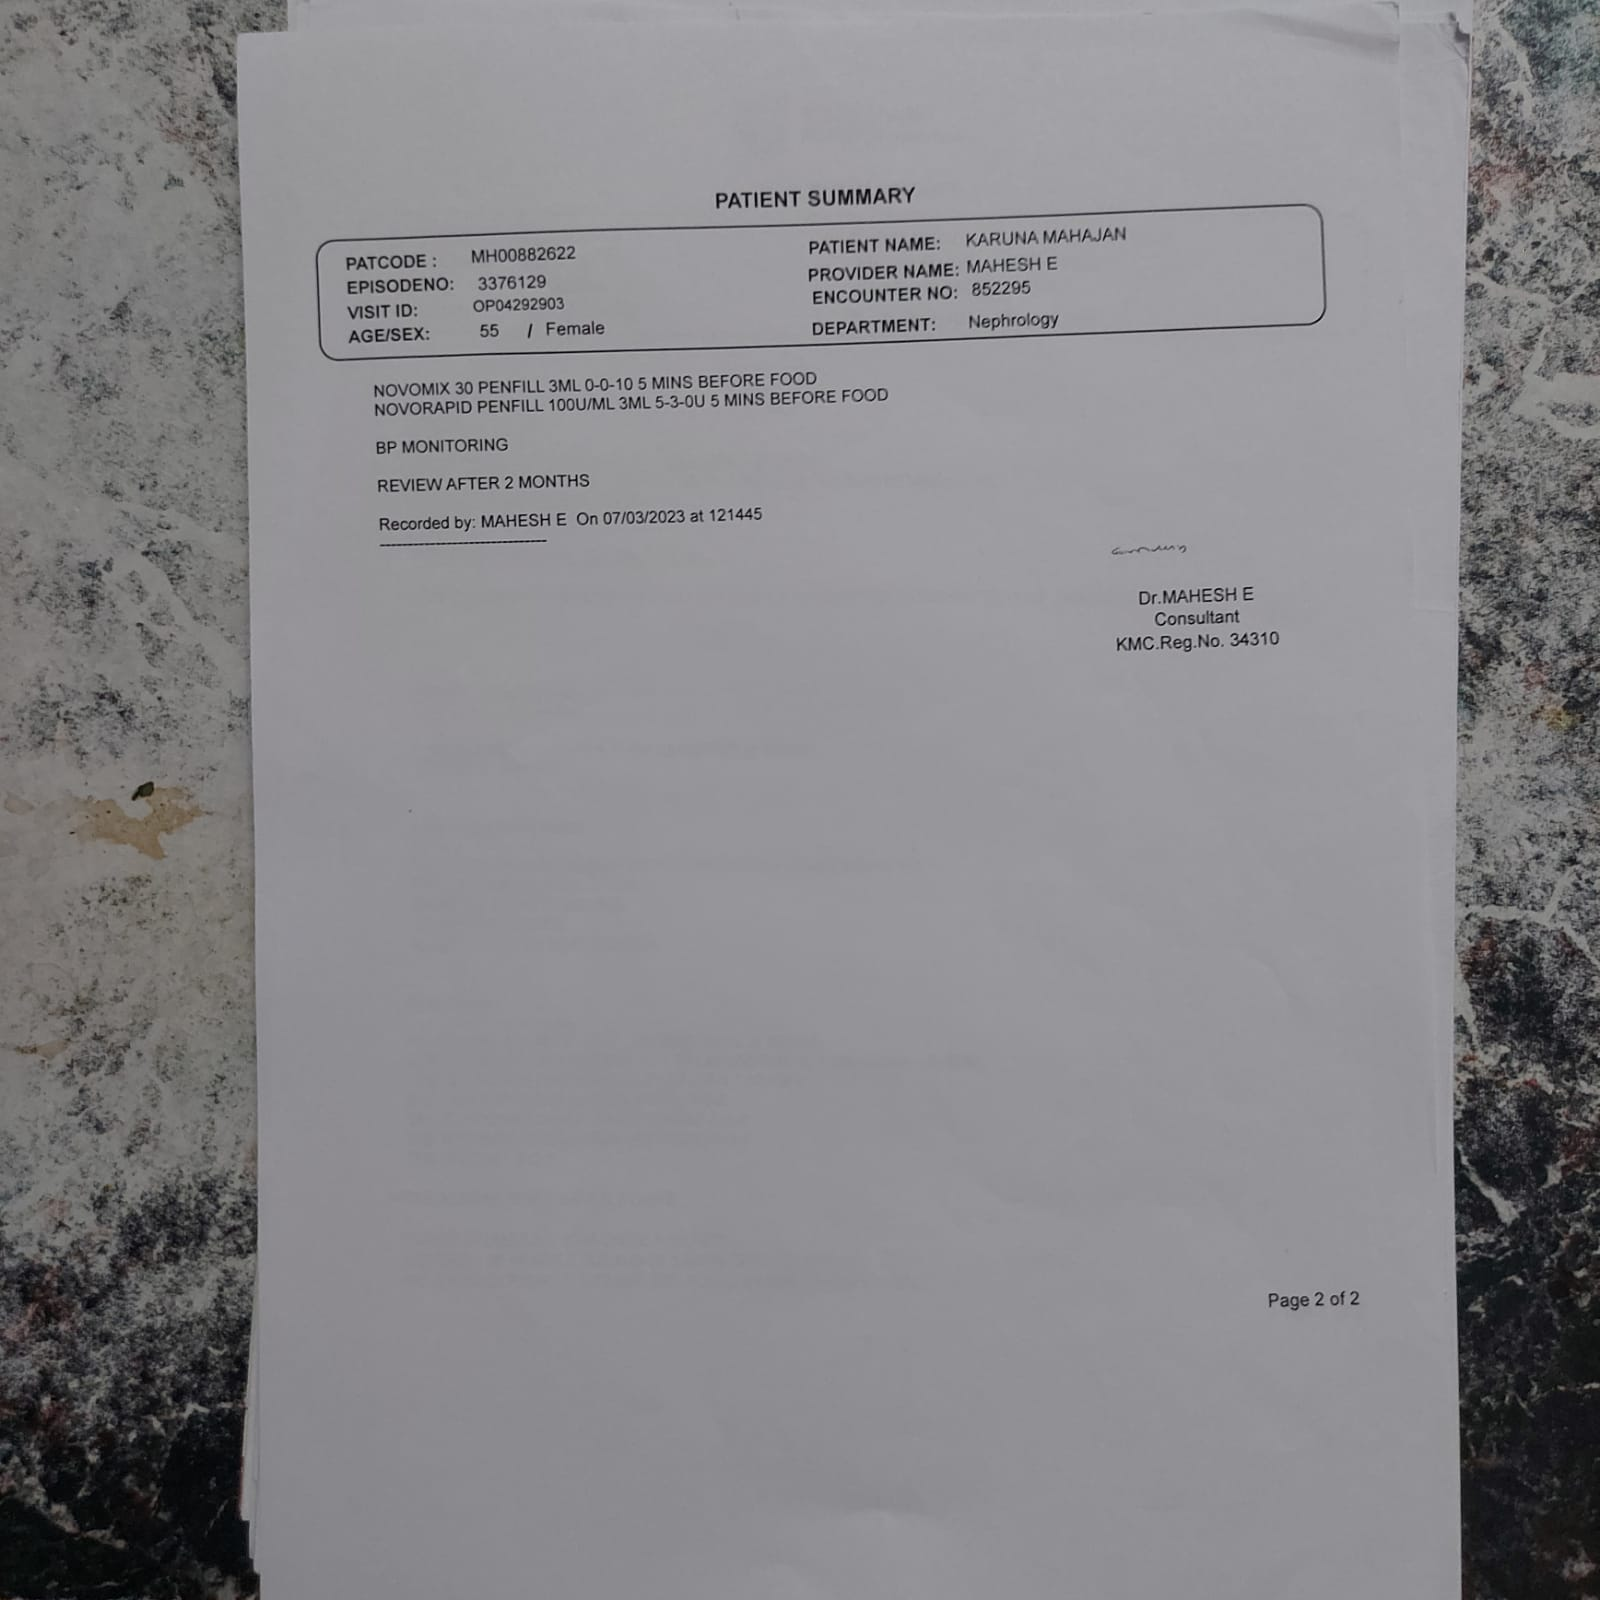 PATIENT SUMMARY
PATCODE : MH00882622 PATIENT NAME: KARUNA MAHAJAN
EPISODENO: 3376129 PROVIDER NAME: MAHESH E
VISIT ID: OP04292903 ENCOUNTER NO: 852295
AGE/SEX: 55 / Female DEPARTMENT: Nephrology
NOVOMIX 30 PENFILL 3ML 0-0-10 5 MINS BEFORE FOOD
NOVORAPID PENFILL 100U/ML 3ML 5-3-0U 5 MINS BEFORE FOOD
BP MONITORING
REVIEW AFTER 2 MONTHS
Recorded by: MAHESH E On 07/03/2023 at 121445
Dr.MAHESH E
Consultant
KMC.Reg.No. 34310
Page 2 of 2